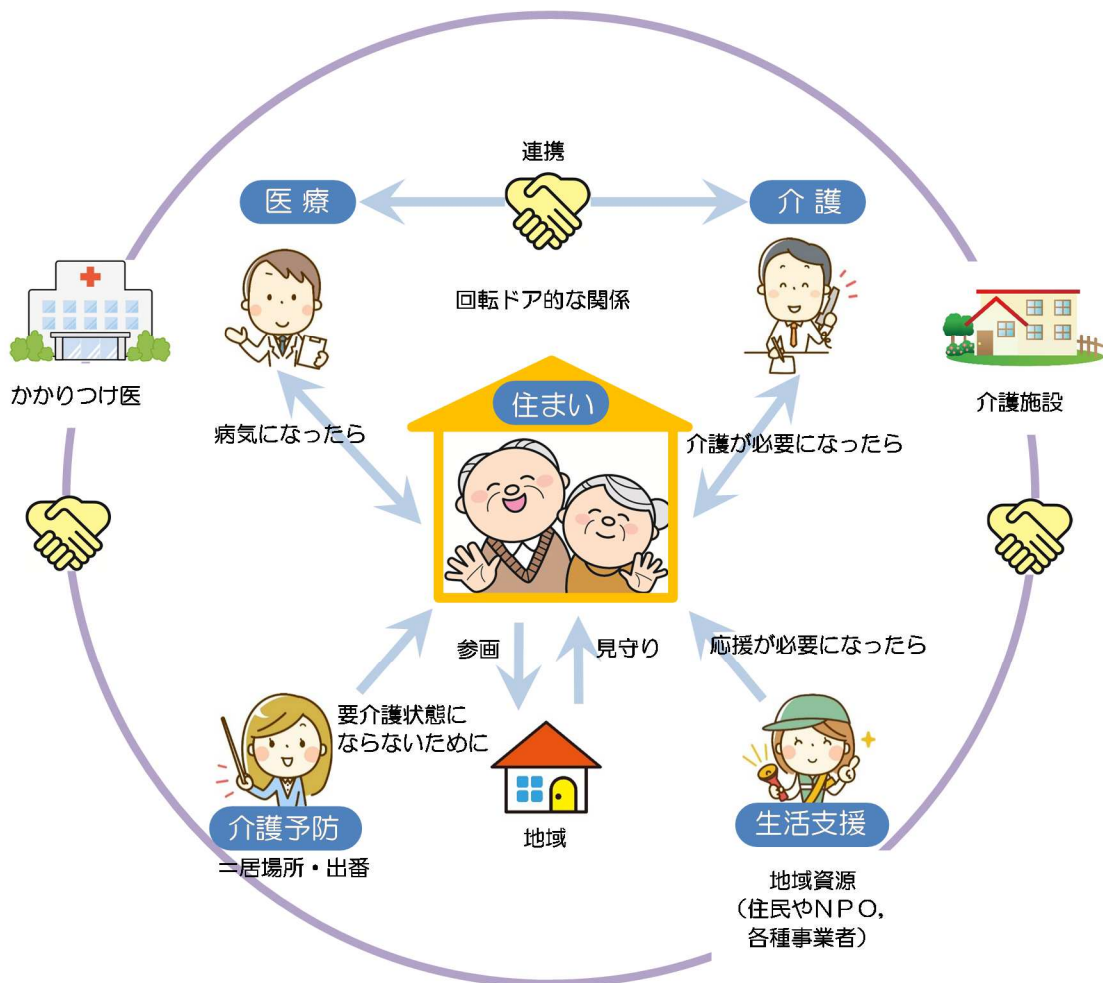 連携
医療
介護
回転ドア的な関係
かかりつけ医
介護施設
住まい
病気になったら
介護が必要になったら
参画
見守り
応援が必要になったら
要介護状態に
ならないために
介護予防
＝居場所・出番
地域
生活支援
地域資源
（住民やＮＰＯ，
各種事業者）